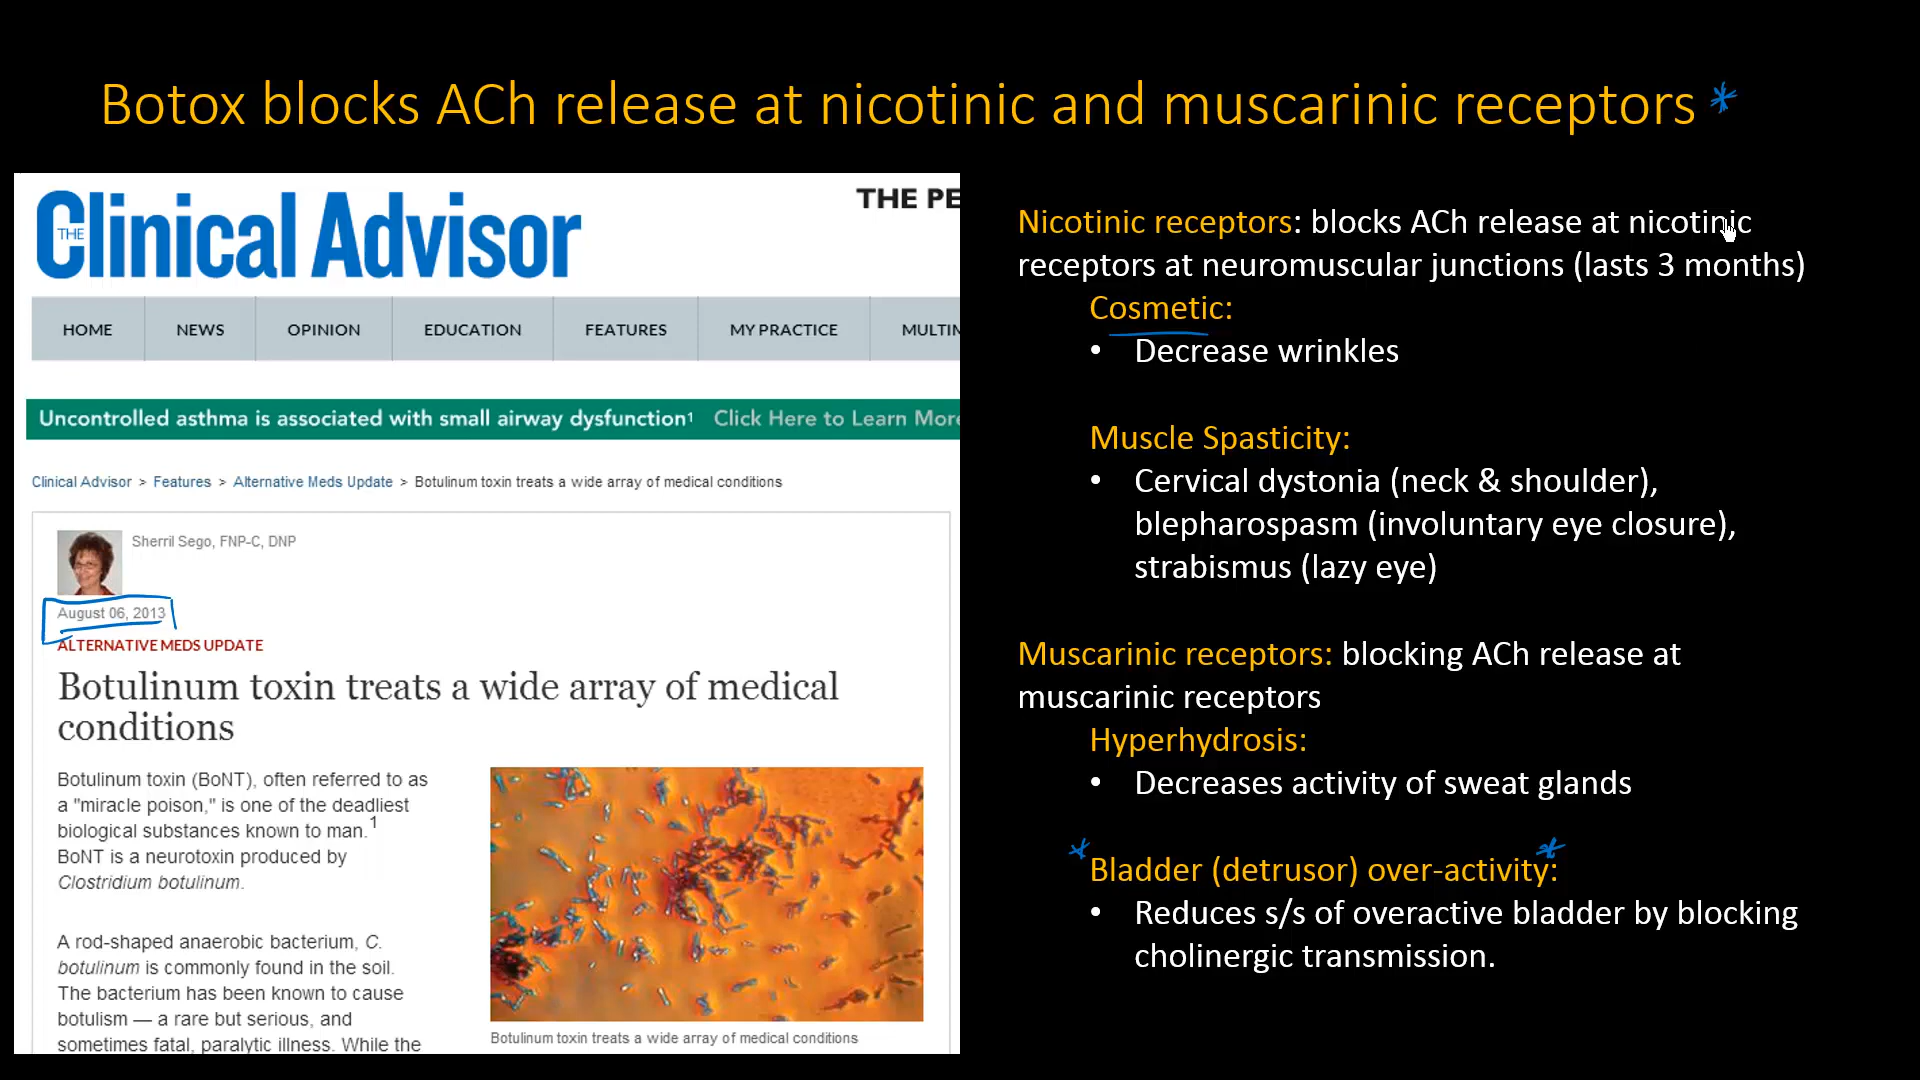 Botox blocks ACh release at nicotinic and muscarinic receptors *
THE Clinical Advisor
THE PE
HOME NEWS OPINION EDUCATION FEATURES MY PRACTICE MULTIM
Uncontrolled asthma is associated with small airway dysfunction¹ Click Here to Learn More
Clinical Advisor > Features > Alternative Meds Update > Botulinum toxin treats a wide array of medical conditions
Sherril Sego, FNP-C, DNP
August 06, 2013
ALTERNATIVE MEDS UPDATE
Botulinum toxin treats a wide array of medical
conditions
Botulinum toxin (BoNT), often referred to as
a "miracle poison," is one of the deadliest
biological substances known to man.¹
BoNT is a neurotoxin produced by
Clostridium botulinum.
A rod-shaped anaerobic bacterium, C.
botulinum is commonly found in the soil.
The bacterium has been known to cause
botulism — a rare but serious, and
sometimes fatal, paralytic illness. While the
Botulinum toxin treats a wide array of medical conditions
Nicotinic receptors: blocks ACh release at nicotinic
receptors at neuromuscular junctions (lasts 3 months)
Cosmetic:
• Decrease wrinkles
Muscle Spasticity:
• Cervical dystonia (neck & shoulder),
blepharospasm (involuntary eye closure),
strabismus (lazy eye)
Muscarinic receptors: blocking ACh release at
muscarinic receptors
Hyperhydrosis:
• Decreases activity of sweat glands
* Bladder (detrusor) over-activity: *
• Reduces s/s of overactive bladder by blocking
cholinergic transmission.